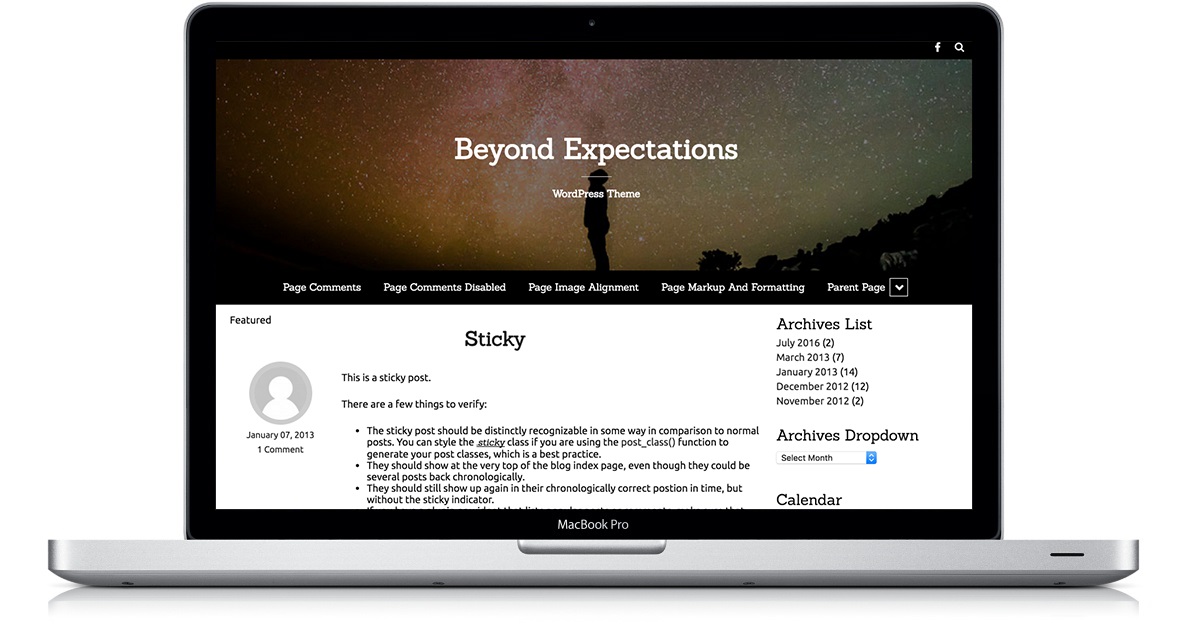 Beyond Expectations
WordPress Theme
Page Comments
Page Comments Disabled
Page Image Alignment
Page Markup And Formatting
Parent Page
Featured
Sticky
January 07, 2013
1 Comment
This is a sticky post.
There are a few things to verify:
• The sticky post should be distinctly recognizable in some way in comparison to normal
posts. You can style the .sticky class if you are using the post_class() function to
generate your post classes, which is a best practice.
• They should show at the very top of the blog index page, even though they could be
several posts back chronologically.
• They should still show up again in their chronologically correct postion in time, but
without the sticky indicator.
Archives List
July 2016 (2)
March 2013 (7)
January 2013 (14)
December 2012 (12)
November 2012 (2)
Archives Dropdown
Select Month
Calendar
MacBook Pro